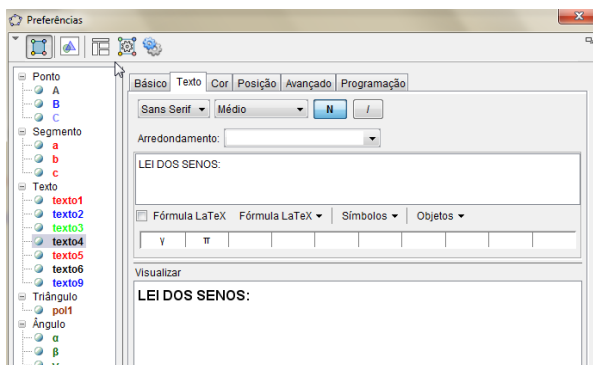 Preferências
Ponto
A
B
C
Segmento
a
b
c
Texto
texto1
texto2
texto3
texto4
texto5
texto6
texto9
Triângulo
pol1
Ângulo
α
β
Básico Texto Cor Posição Avançado Programação
Sans Serif Médio N I
Arredondamento:
LEI DOS SENOS:
Fórmula LaTeX Fórmula LaTeX Símbolos Objetos
γ π
Visualizar
LEI DOS SENOS: